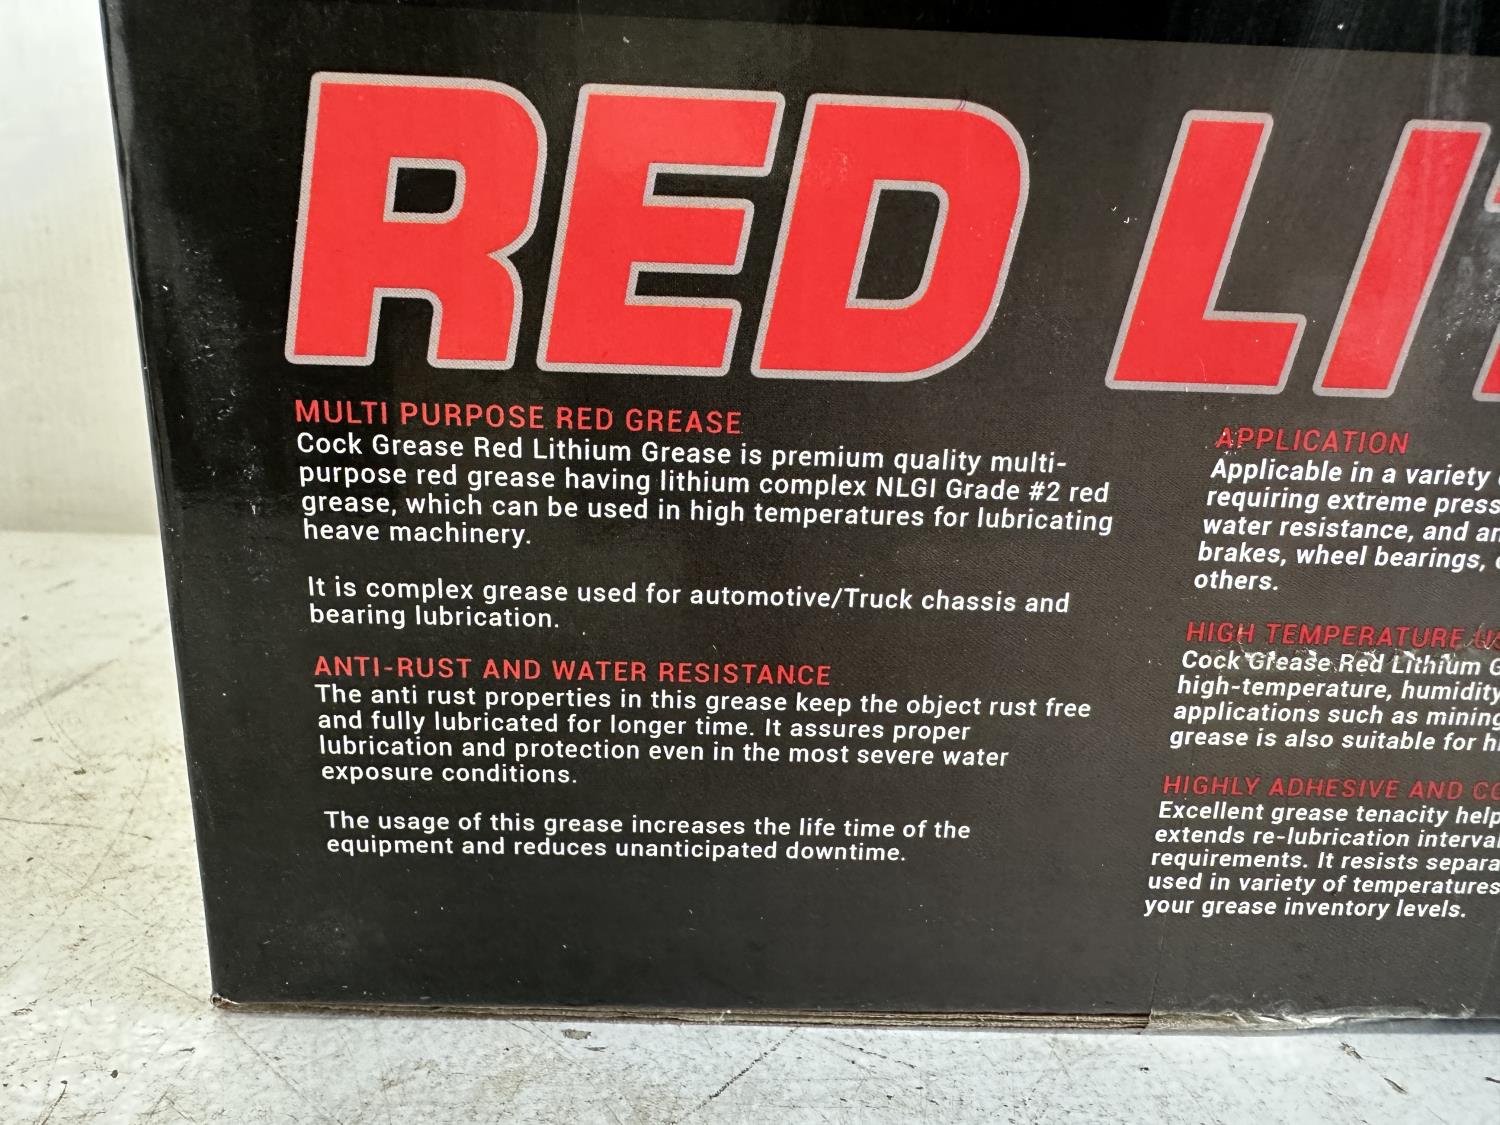 RED LIT
MULTI PURPOSE RED GREASE
Cock Grease Red Lithium Grease is premium quality multi-
purpose red grease having lithium complex NLGI Grade #2 red
grease, which can be used in high temperatures for lubricating
heave machinery.
It is complex grease used for automotive/Truck chassis and
bearing lubrication.
ANTI-RUST AND WATER RESISTANCE
The anti rust properties in this grease keep the object rust free
and fully lubricated for longer time. It assures proper
lubrication and protection even in the most severe water
exposure conditions.
The usage of this grease increases the life time of the
equipment and reduces unanticipated downtime.
APPLICATION
Applicable in a variety
requiring extreme press
water resistance, and
brakes, wheel bearings,
others.
HIGH TEMPERATURE
Cock Grease Red Lithium
high-temperature, humidity
applications such as mining
grease is also suitable for
HIGHLY ADHESIVE AND
Excellent grease tenacity help
extends re-lubrication
requirements. It resists
used in variety of temperatures
your grease inventory levels.